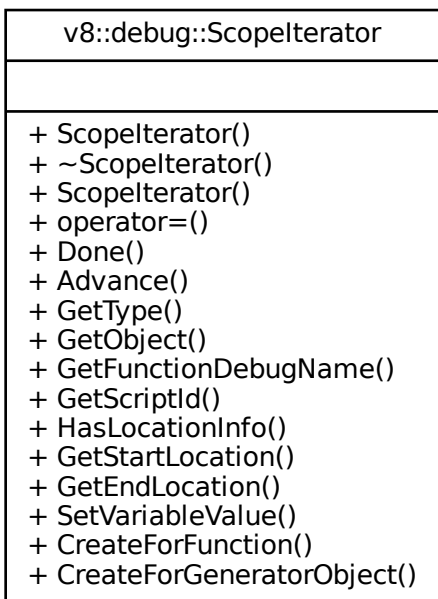 v8::debug::ScopeIterator
+ ScopeIterator()
+ ~ScopeIterator()
+ ScopeIterator()
+ operator=()
+ Done()
+ Advance()
+ GetType()
+ GetObject()
+ GetFunctionDebugName()
+ GetScriptId()
+ HasLocationInfo()
+ GetStartLocation()
+ GetEndLocation()
+ SetVariableValue()
+ CreateForFunction()
+ CreateForGeneratorObject()